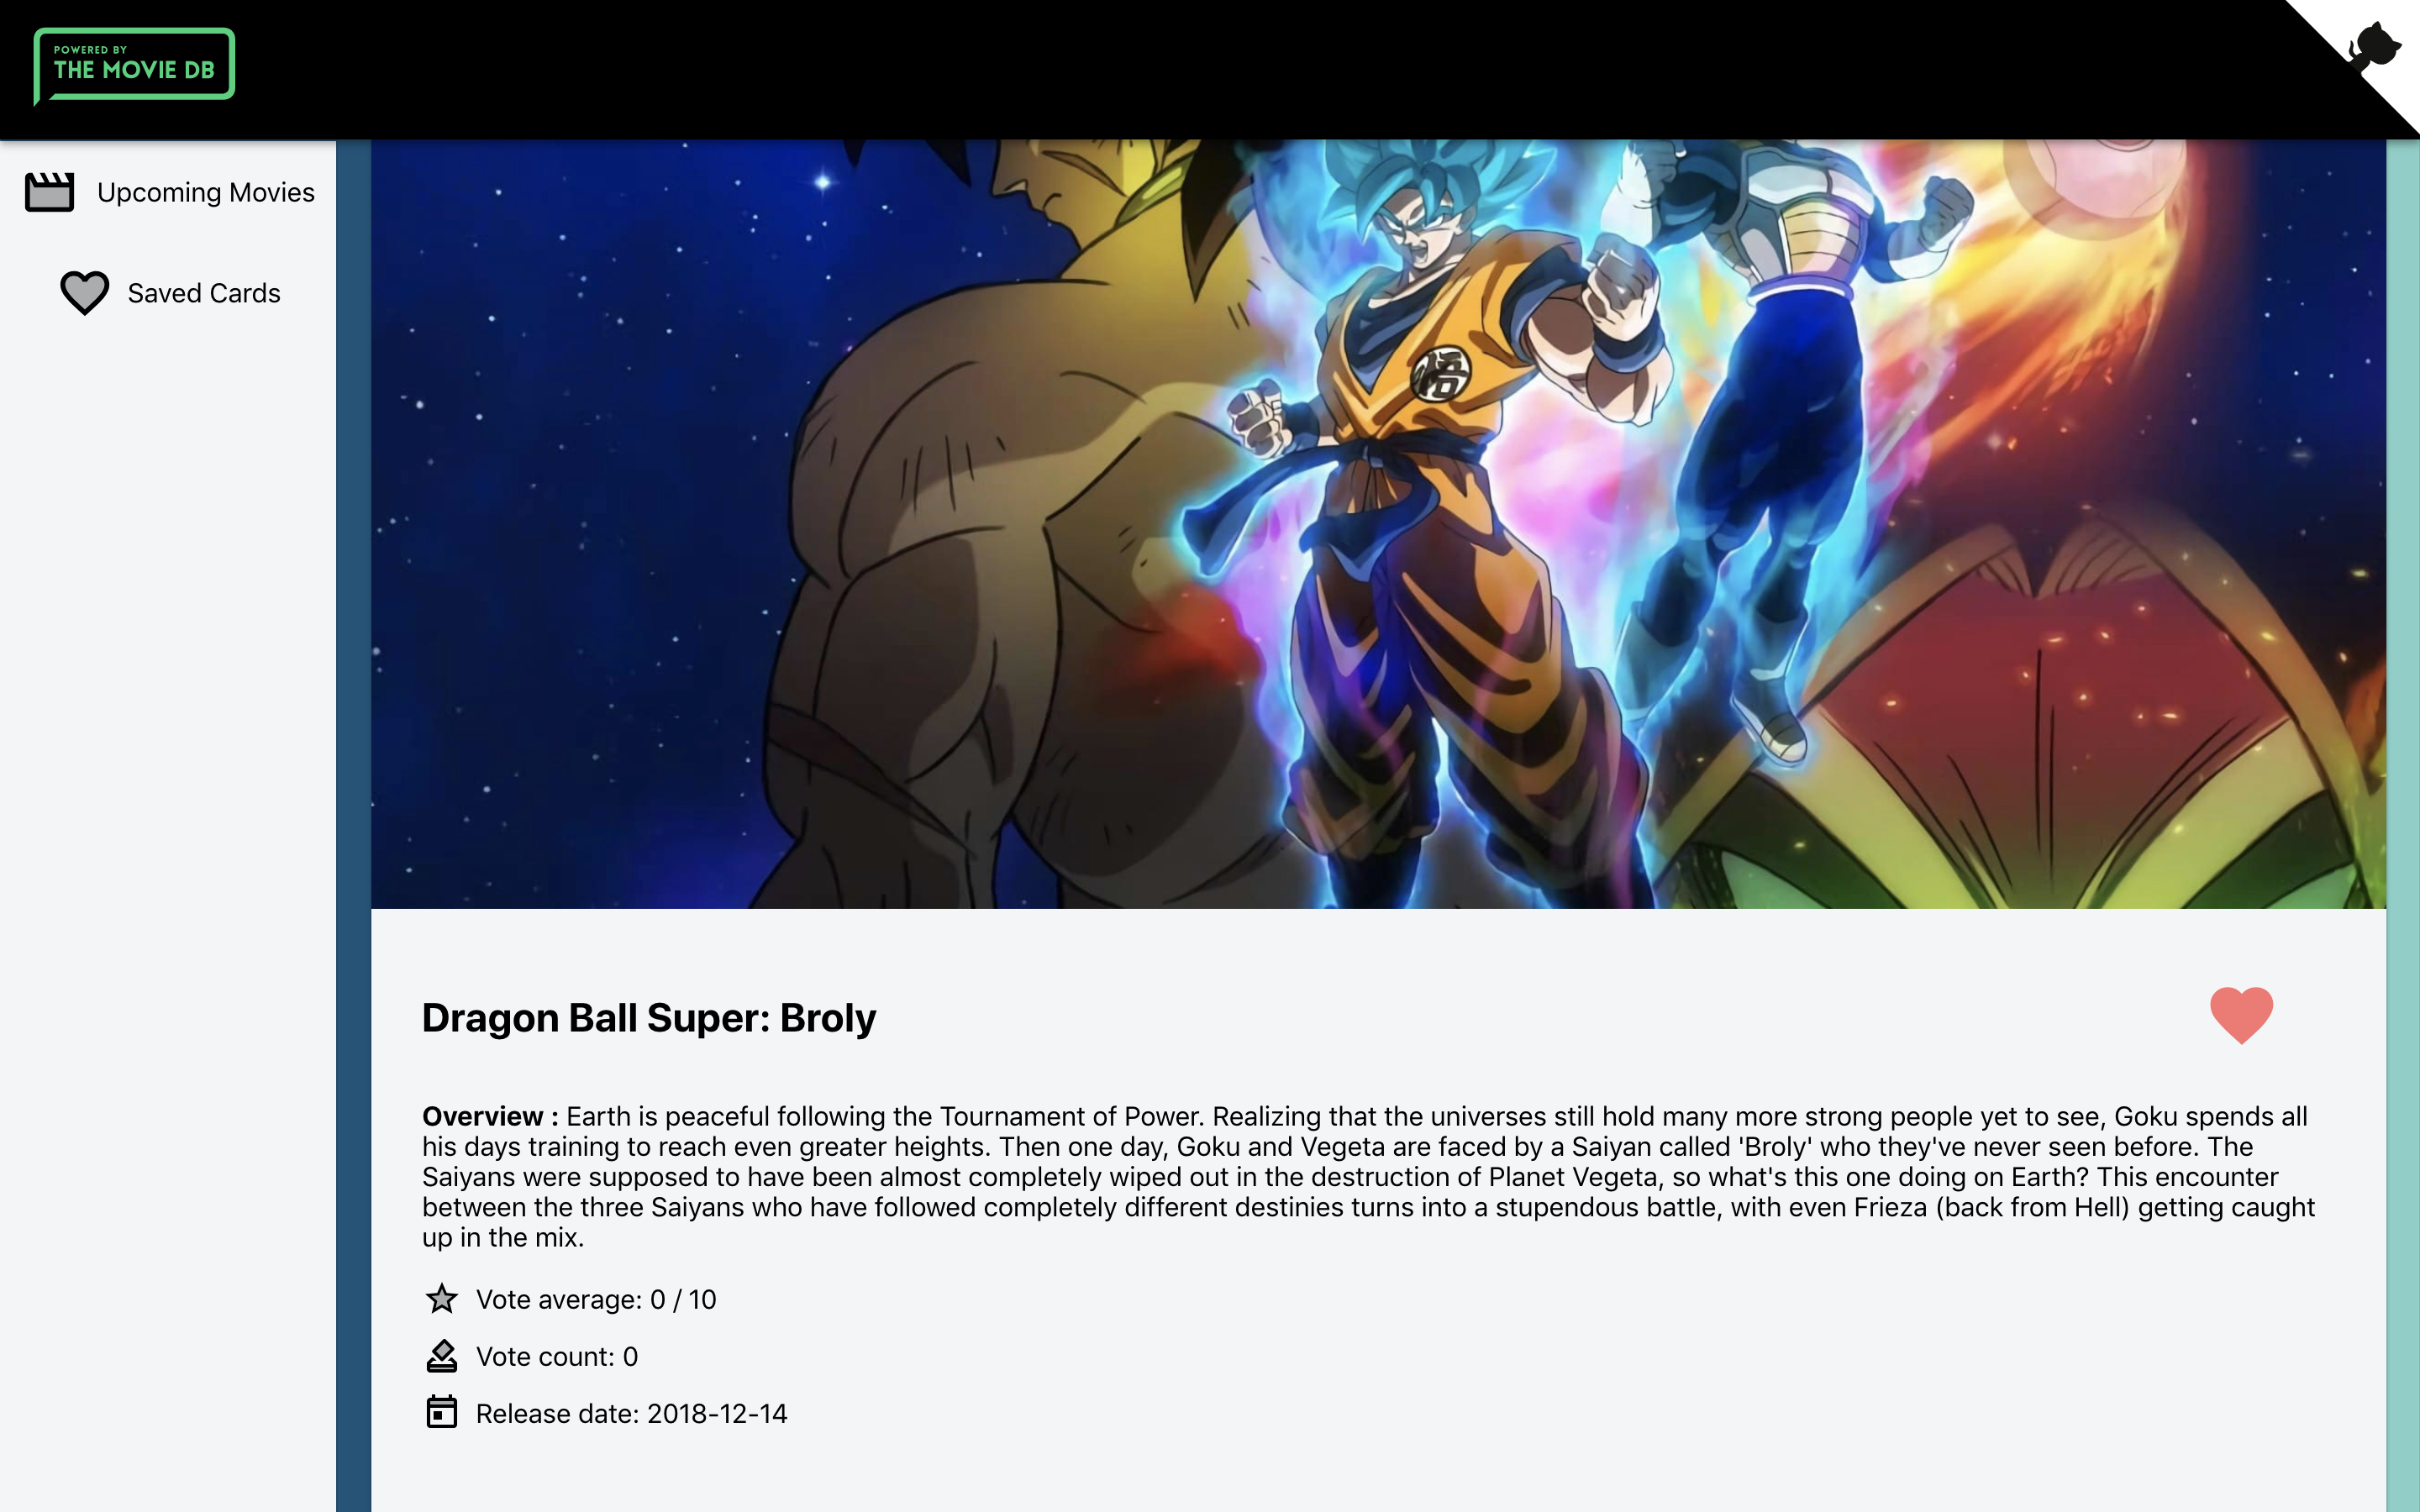 POWERED BY
THE MOVIE DB
Upcoming Movies
Saved Cards
悟
Dragon Ball Super: Broly
Overview : Earth is peaceful following the Tournament of Power. Realizing that the universes still hold many more strong people yet to see, Goku spends all
his days training to reach even greater heights. Then one day, Goku and Vegeta are faced by a Saiyan called 'Broly' who they've never seen before. The
Saiyans were supposed to have been almost completely wiped out in the destruction of Planet Vegeta, so what's this one doing on Earth? This encounter
between the three Saiyans who have followed completely different destinies turns into a stupendous battle, with even Frieza (back from Hell) getting caught
up in the mix.
Vote average: 0 / 10
Vote count: 0
Release date: 2018-12-14